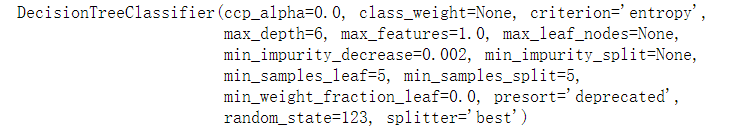 DecisionTreeClassifier(ccp_alpha=0.0, class_weight=None, criterion='entropy',
max_depth=6, max_features=1.0, max_leaf_nodes=None,
min_impurity_decrease=0.002, min_impurity_split=None,
min_samples_leaf=5, min_samples_split=5,
min_weight_fraction_leaf=0.0, presort='deprecated',
random_state=123, splitter='best')